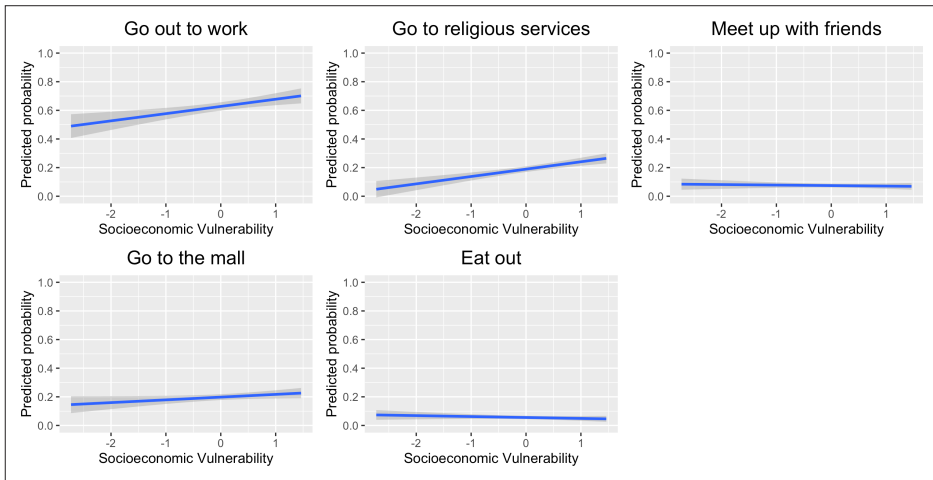 Go out to work
Predicted probability
1.0
0.8
0.6
0.4
0.2
0.0
-2 -1 0 1
Socioeconomic Vulnerability
Go to religious services
Predicted probability
1.0
0.8
0.6
0.4
0.2
0.0
-2 -1 0 1
Socioeconomic Vulnerability
Meet up with friends
Predicted probability
1.0
0.8
0.6
0.4
0.2
0.0
-2 -1 0 1
Socioeconomic Vulnerability
Go to the mall
Predicted probability
1.0
0.8
0.6
0.4
0.2
0.0
-2 -1 0 1
Socioeconomic Vulnerability
Eat out
Predicted probability
1.0
0.8
0.6
0.4
0.2
0.0
-2 -1 0 1
Socioeconomic Vulnerability